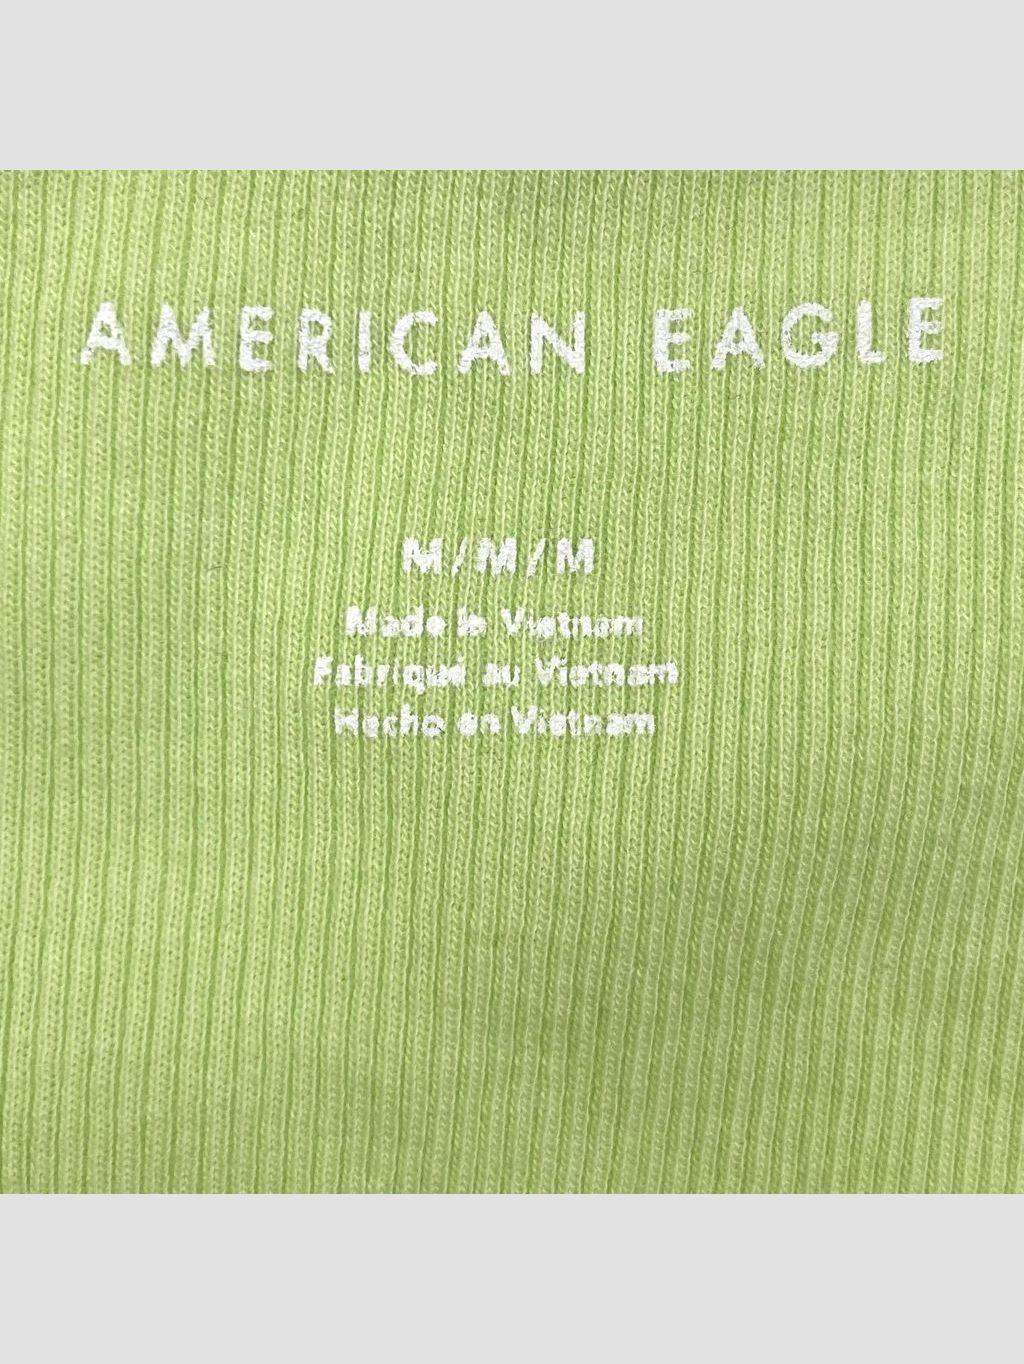 AMERICAN EAGLE
M/M/M
Made in Vietnam
Fabriqué au Vietnam
Hecho en Vietnam